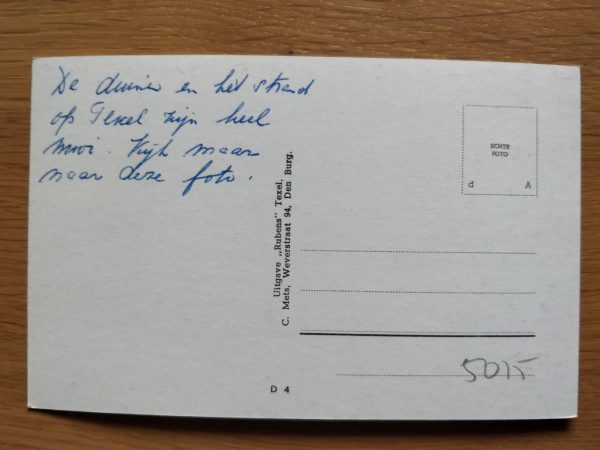 De duinen en het strand
op Texel zijn heel
mooi. Kijk maar
naar deze foto.
ECHTE
FOTO
d A
Uitgave „Rubens" Texel,
C. Mets, Weverstraat 94, Den Burg.
5015
D 4